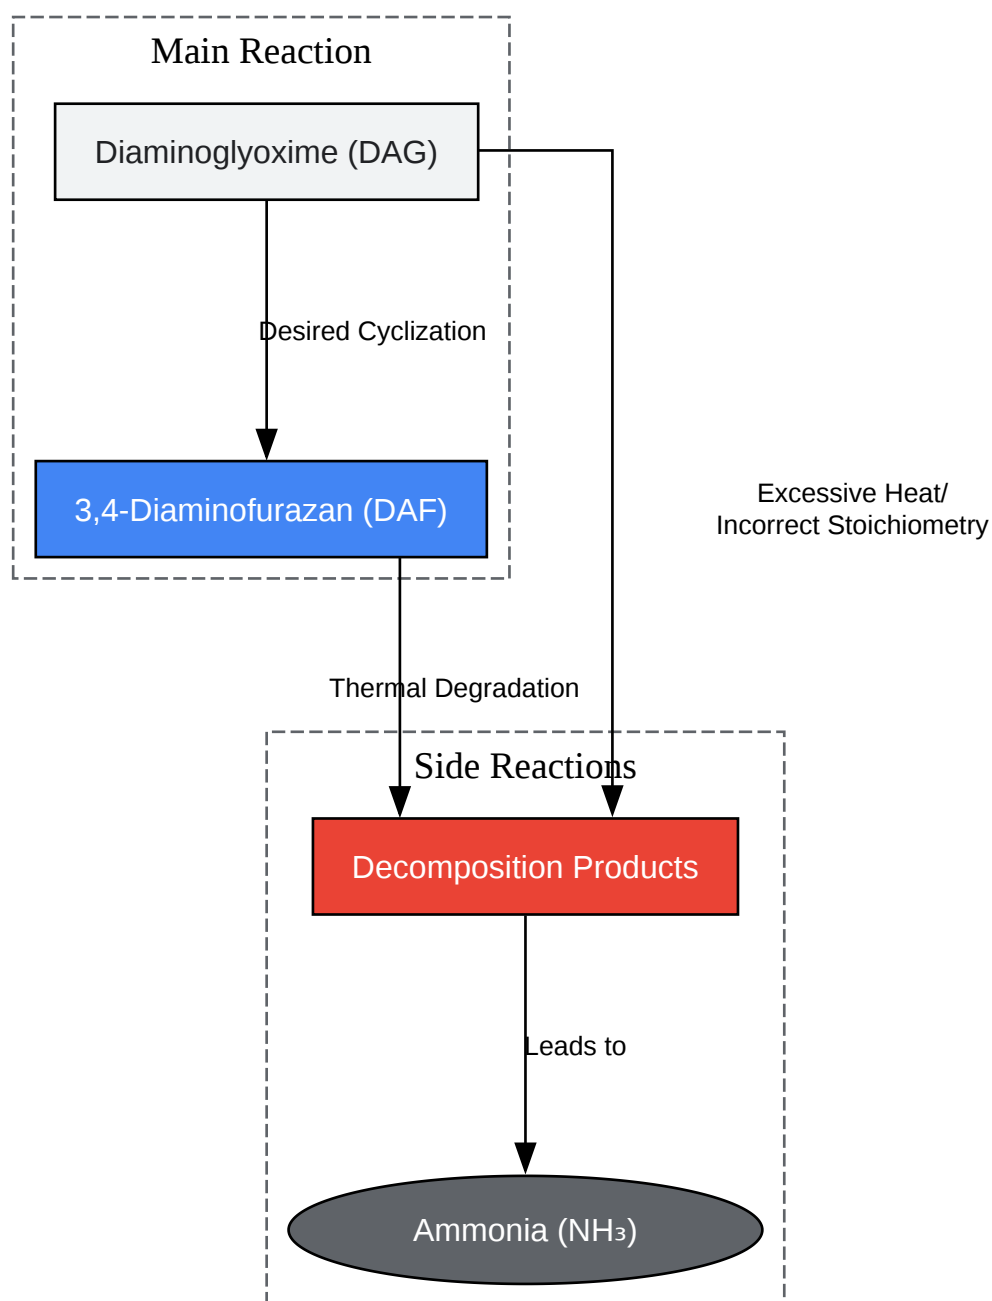 Main Reaction
Diaminoglyoxime (DAG)
Desired Cyclization
3,4-Diaminofurazan (DAF)
Excessive Heat/
Incorrect Stoichiometry
Thermal Degradation
Side Reactions
Decomposition Products
Leads to
Ammonia (NH₃)